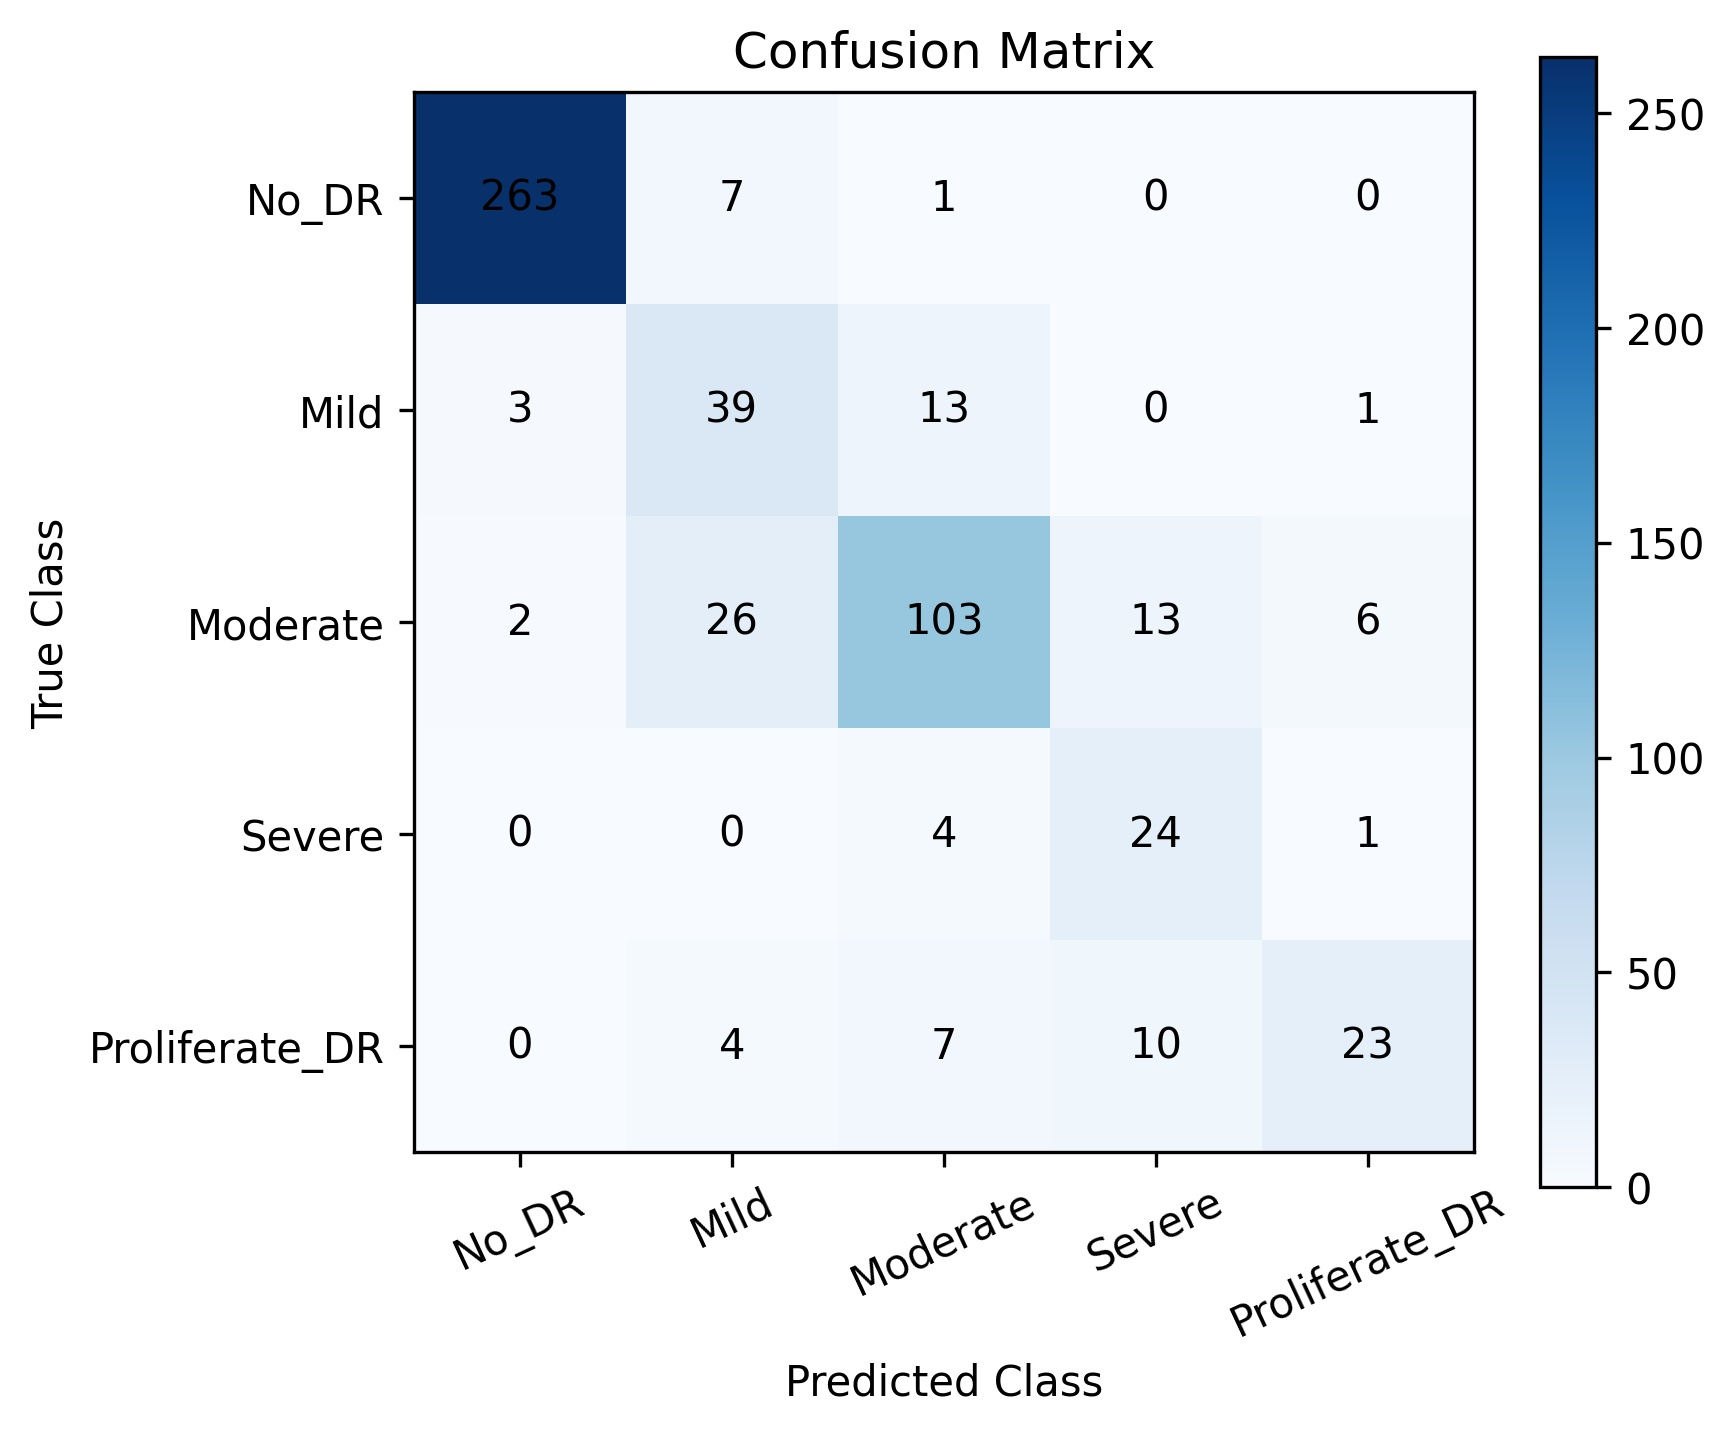 Confusion Matrix
True Class
No_DR 263 7 1 0 0
Mild 3 39 13 0 1
Moderate 2 26 103 13 6
Severe 0 0 4 24 1
Proliferate_DR 0 4 7 10 23
No_DR Mild Moderate Severe Proliferate_DR
Predicted Class
250
200
150
100
50
0